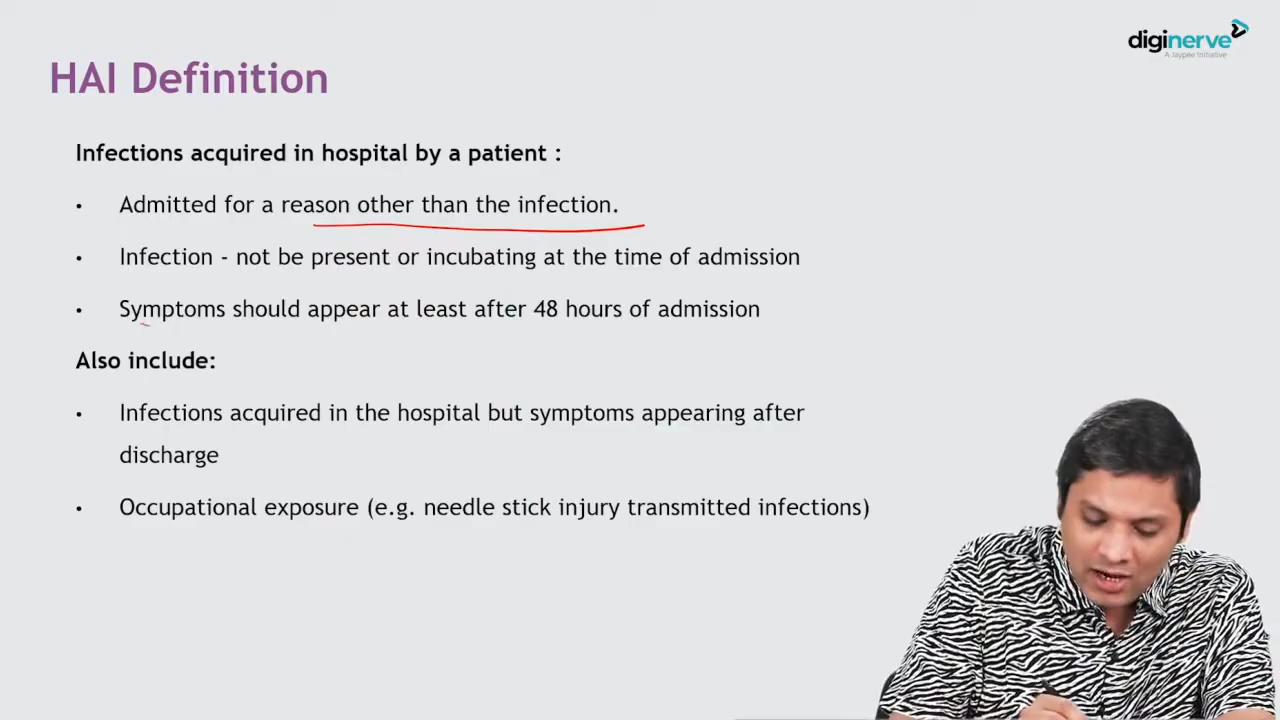 diginerve
A Jaypee Initiative
HAI Definition
Infections acquired in hospital by a patient :
• Admitted for a reason other than the infection.
• Infection - not be present or incubating at the time of admission
• Symptoms should appear at least after 48 hours of admission
Also include:
• Infections acquired in the hospital but symptoms appearing after
discharge
• Occupational exposure (e.g. needle stick injury transmitted infections)